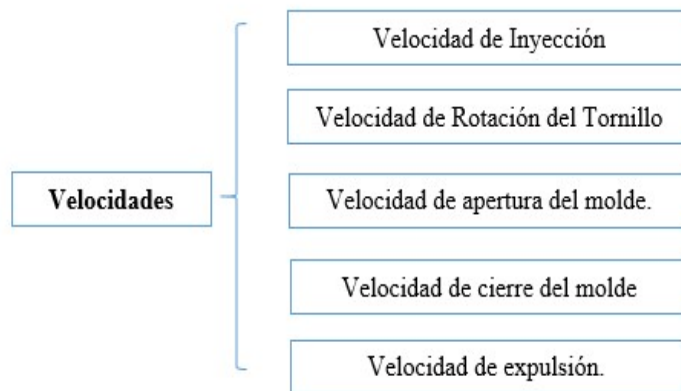 Velocidades
Velocidad de Inyección
Velocidad de Rotación del Tornillo
Velocidad de apertura del molde.
Velocidad de cierre del molde
Velocidad de expulsión.